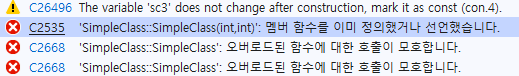 C26496 The variable 'sc3' does not change after construction, mark it as const (con.4).
C2535 'SimpleClass::SimpleClass(int,int)': 멤버 함수를 이미 정의했거나 선언했습니다.
C2668 'SimpleClass::SimpleClass': 오버로드된 함수에 대한 호출이 모호합니다.
C2668 'SimpleClass::SimpleClass': 오버로드된 함수에 대한 호출이 모호합니다.